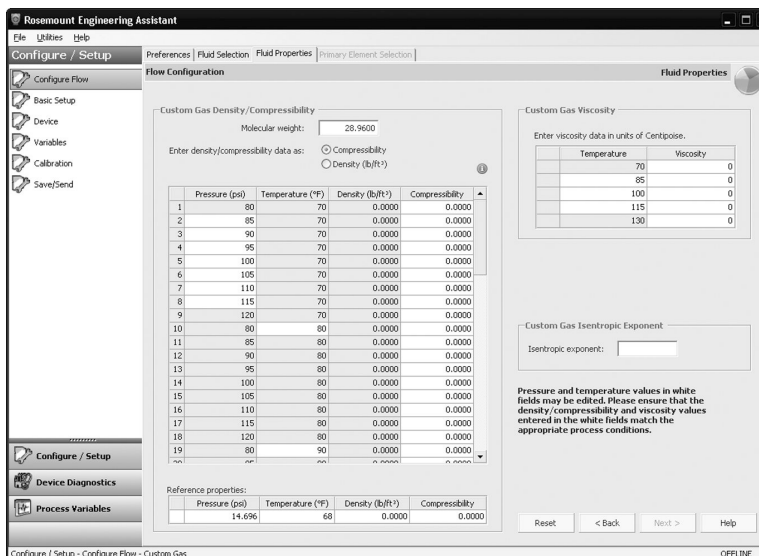 Rosemount Engineering Assistant
File Utilities Help
Configure / Setup
Preferences Fluid Selection Fluid Properties Primary Element Selection
Flow Configuration Fluid Properties
Configure Flow
Basic Setup
Device
Variables
Calibration
Save/Send
Custom Gas Density/Compressibility
Molecular weight: 28.9600
Enter density/compressibility data as: Compressibility
Density (lb/ft³)
Pressure (psi) Temperature (°F) Density (lb/ft³) Compressibility
1 80 70 0.0000 0.0000
2 85 70 0.0000 0.0000
3 90 70 0.0000 0.0000
4 95 70 0.0000 0.0000
5 100 70 0.0000 0.0000
6 105 70 0.0000 0.0000
7 110 70 0.0000 0.0000
8 115 70 0.0000 0.0000
9 120 70 0.0000 0.0000
10 80 80 0.0000 0.0000
11 85 80 0.0000 0.0000
12 90 80 0.0000 0.0000
13 95 80 0.0000 0.0000
14 100 80 0.0000 0.0000
15 105 80 0.0000 0.0000
16 110 80 0.0000 0.0000
17 115 80 0.0000 0.0000
18 120 80 0.0000 0.0000
19 80 90 0.0000 0.0000
Reference properties:
Pressure (psi) Temperature (°F) Density (lb/ft³) Compressibility
14.696 68 0.0000 0.0000
Custom Gas Viscosity
Enter viscosity data in units of Centipoise.
Temperature Viscosity
70 0
85 0
100 0
115 0
130 0
Custom Gas Isentropic Exponent
Isentropic exponent:
Pressure and temperature values in white
fields may be edited. Please ensure that the
density/compressibility and viscosity values
entered in the white fields match the
appropriate process conditions.
Configure / Setup
Device Diagnostics
Process Variables
Reset < Back Next > Help
Configure / Setup - Configure Flow - Custom Gas OFFLINE